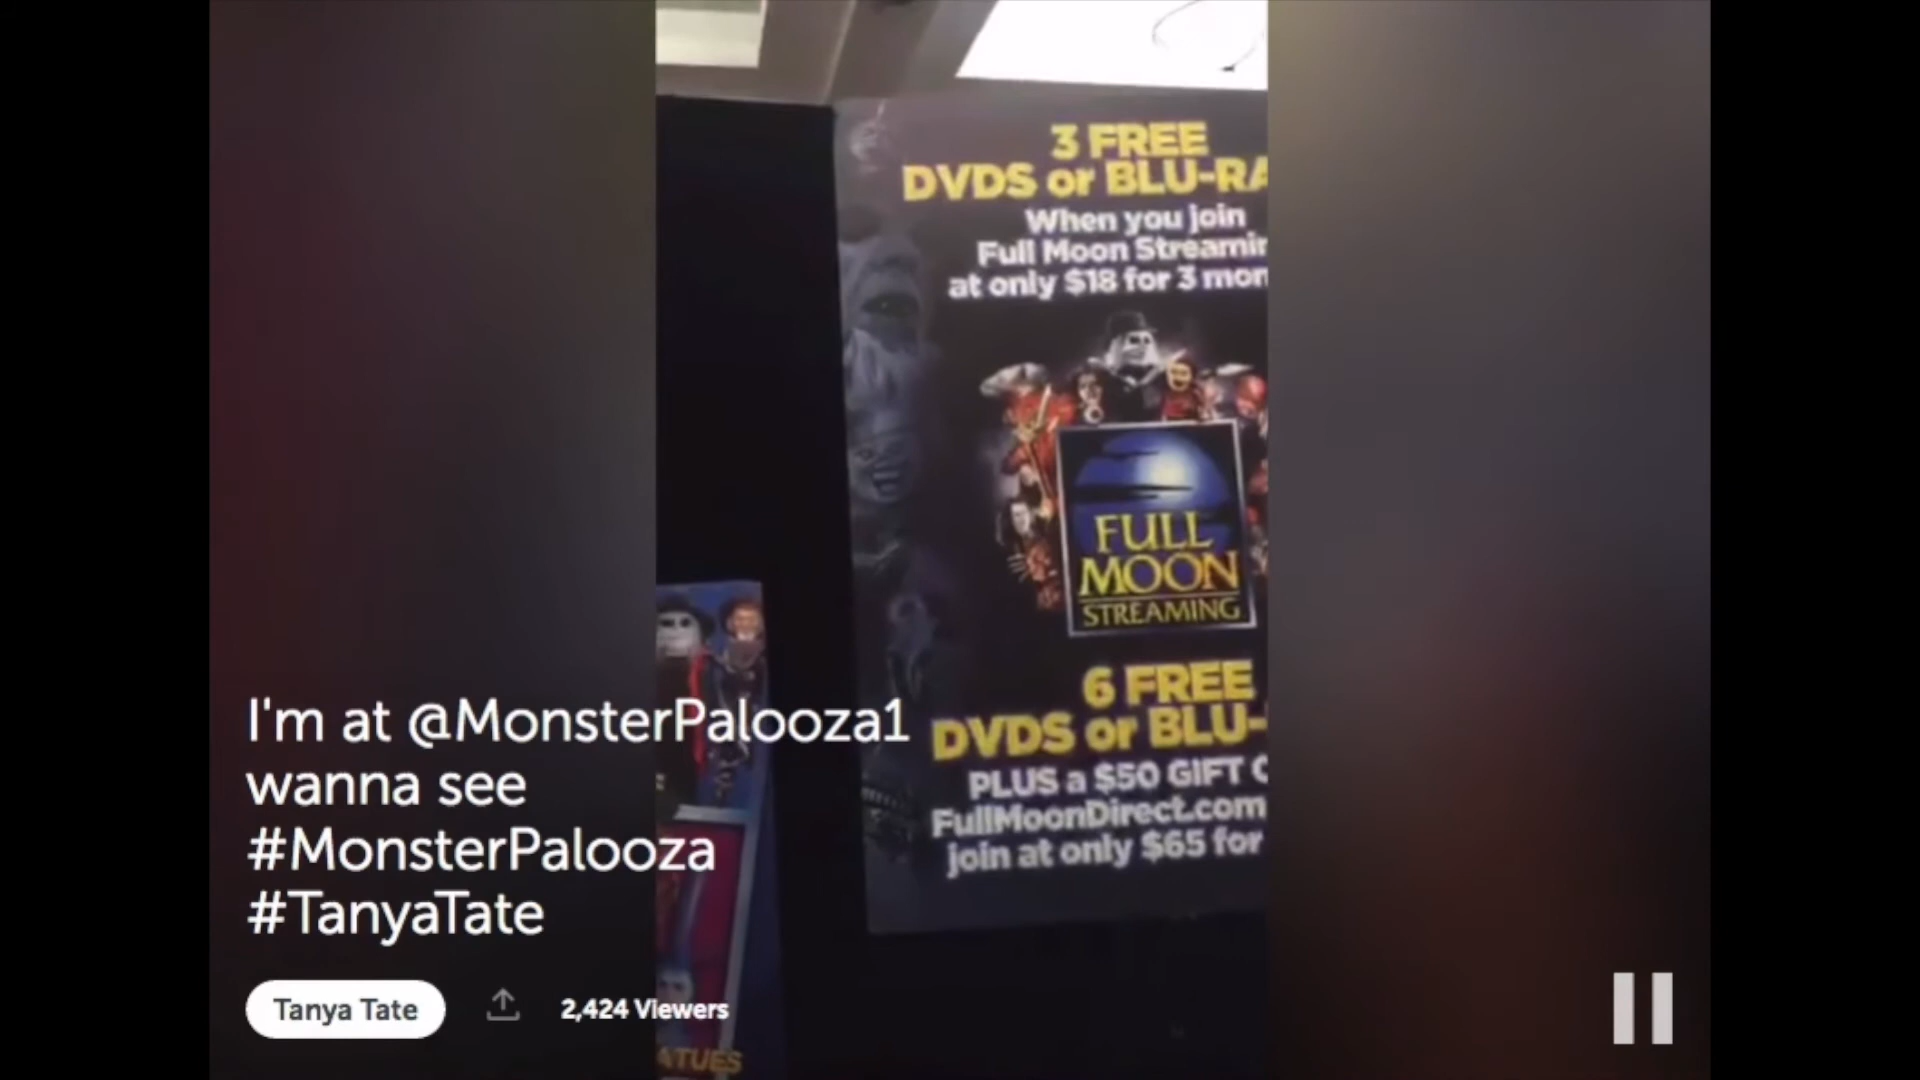 3 FREE
DVDS or BLU-RA
When you join
Full Moon Streamin
at only $18 for 3 mon
FULL
MOON
STREAMING
6 FREE
DVDS or BLU-
PLUS a $50 GIFT C
FullMoonDirect.com
join at only $65 for
I'm at @MonsterPalooza1
wanna see
#MonsterPalooza
#TanyaTate
Tanya Tate
2,424 Viewers
ATUES